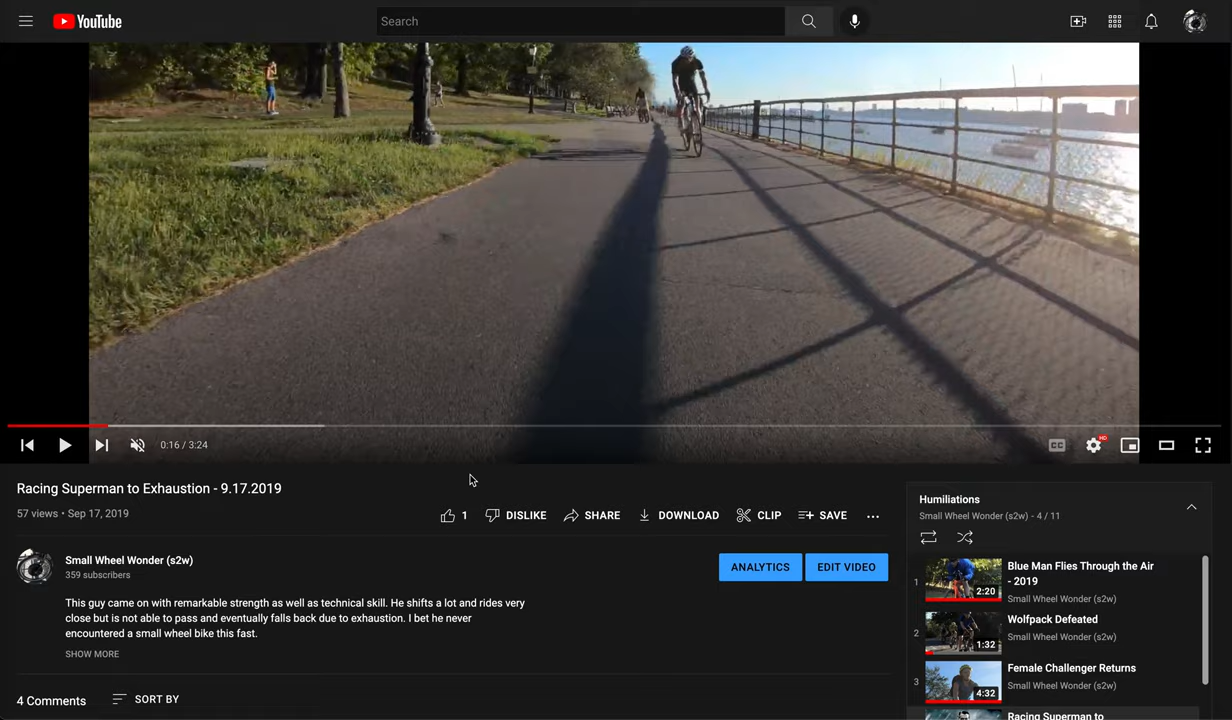 YouTube
Search
0:16 / 3:24
CC
HD
Racing Superman to Exhaustion - 9.17.2019
57 views • Sep 17, 2019
1
DISLIKE
SHARE
DOWNLOAD
CLIP
SAVE
Small Wheel Wonder (s2w)
359 subscribers
ANALYTICS
EDIT VIDEO
This guy came on with remarkable strength as well as technical skill. He shifts a lot and rides very
close but is not able to pass and eventually falls back due to exhaustion. I bet he never
encountered a small wheel bike this fast.
SHOW MORE
4 Comments
SORT BY
Humiliations
Small Wheel Wonder (s2w) - 4 / 11
1
2:20
Blue Man Flies Through the Air
- 2019
Small Wheel Wonder (s2w)
2
1:32
Wolfpack Defeated
Small Wheel Wonder (s2w)
3
4:32
Female Challenger Returns
Small Wheel Wonder (s2w)
Racing Superman to